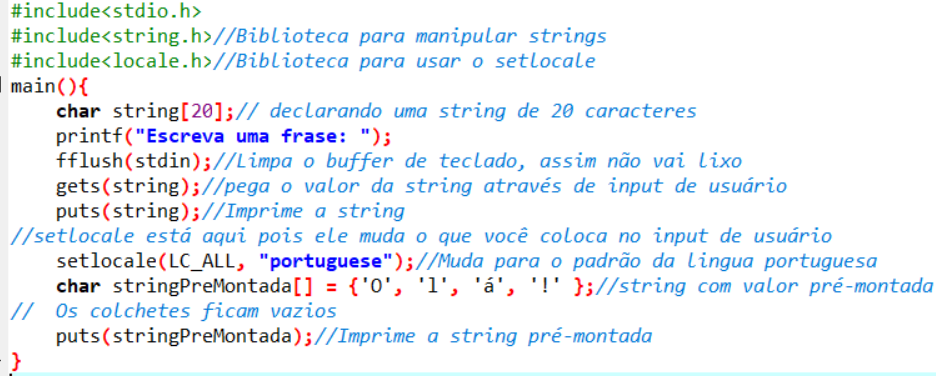 #include<stdio.h>
#include<string.h>//Biblioteca para manipular strings
#include<locale.h>//Biblioteca para usar o setlocale
main(){
    char string[20];// declarando uma string de 20 caracteres
    printf("Escreva uma frase: ");
    fflush(stdin);//Limpa o buffer de teclado, assim não vai lixo
    gets(string);//pega o valor da string através de input de usuário
    puts(string);//Imprime a string
//setlocale está aqui pois ele muda o que você coloca no input de usuário
    setlocale(LC_ALL, "portuguese");//Muda para o padrão da lingua portuguesa
    char stringPreMontada[] = {'O', 'l', 'á', '!' };//string com valor pré-montada
//  Os colchetes ficam vazios
    puts(stringPreMontada);//Imprime a string pré-montada
}